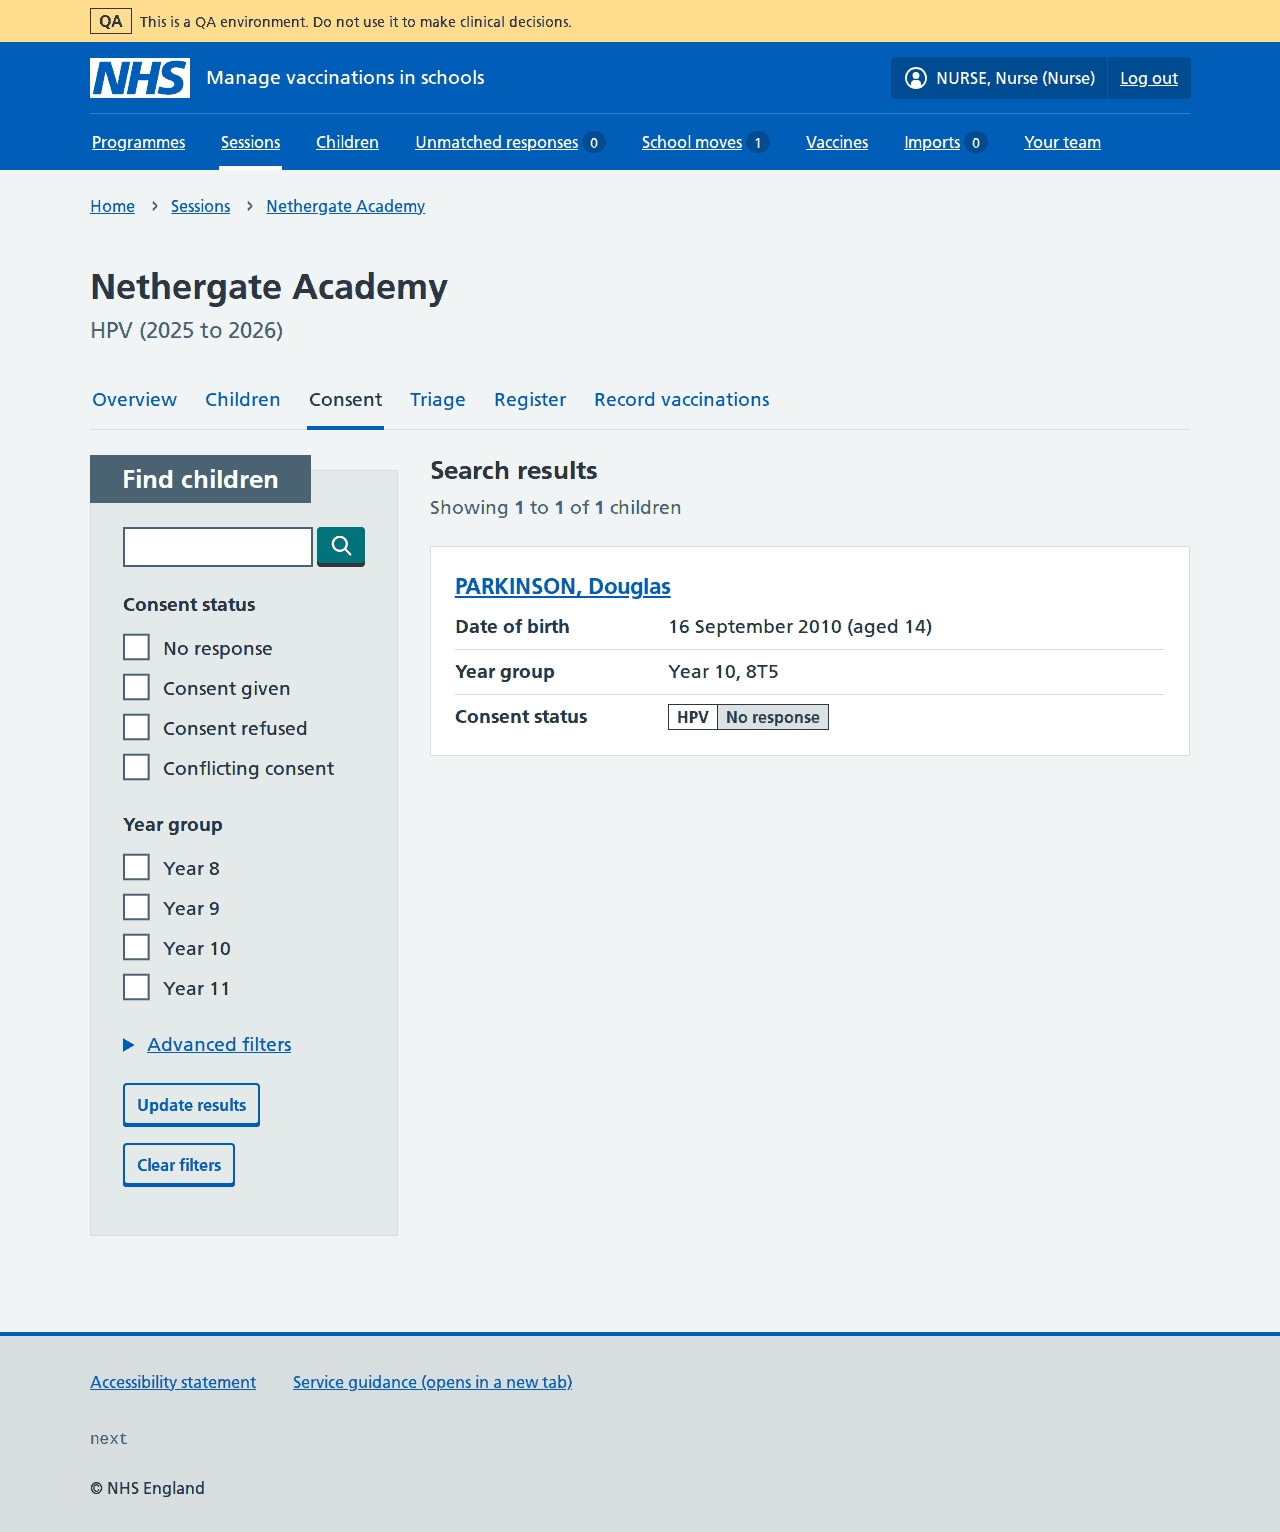 QA This is a QA environment. Do not use it to make clinical decisions.
NHS Manage vaccinations in schools NURSE, Nurse (Nurse) Log out
Programmes Sessions Children Unmatched responses 0 School moves 1 Vaccines Imports 0 Your team
Home Sessions Nethergate Academy
Nethergate Academy
HPV (2025 to 2026)
Overview Children Consent Triage Register Record vaccinations
Find children
Consent status
No response
Consent given
Consent refused
Conflicting consent
Year group
Year 8
Year 9
Year 10
Year 11
Advanced filters
Update results
Clear filters
Search results
Showing 1 to 1 of 1 children
PARKINSON, Douglas
Date of birth 16 September 2010 (aged 14)
Year group Year 10, 8T5
Consent status HPV No response
Accessibility statement Service guidance (opens in a new tab)
next
© NHS England